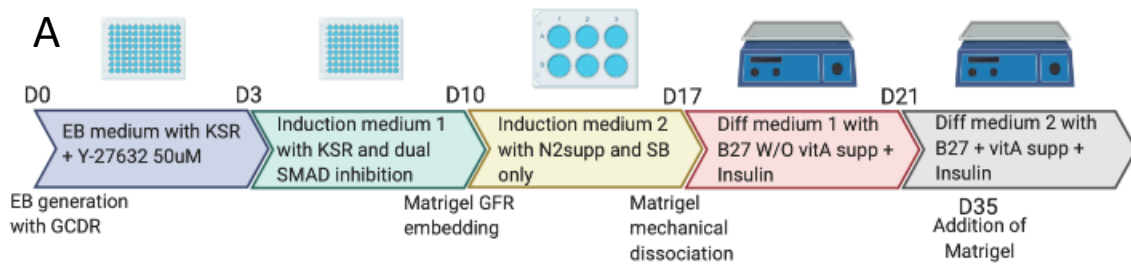 A
D0
D3
D10
D17
D21
EB medium with KSR
+ Y-27632 50uM
Induction medium 1
with KSR and dual
SMAD inhibition
Induction medium 2
with N2supp and SB
only
Diff medium 1 with
B27 W/O vitA supp +
Insulin
Diff medium 2 with
B27 + vitA supp +
Insulin
EB generation
with GCDR
Matrigel GFR
embedding
Matrigel
mechanical
dissociation
D35
Addition of
Matrigel